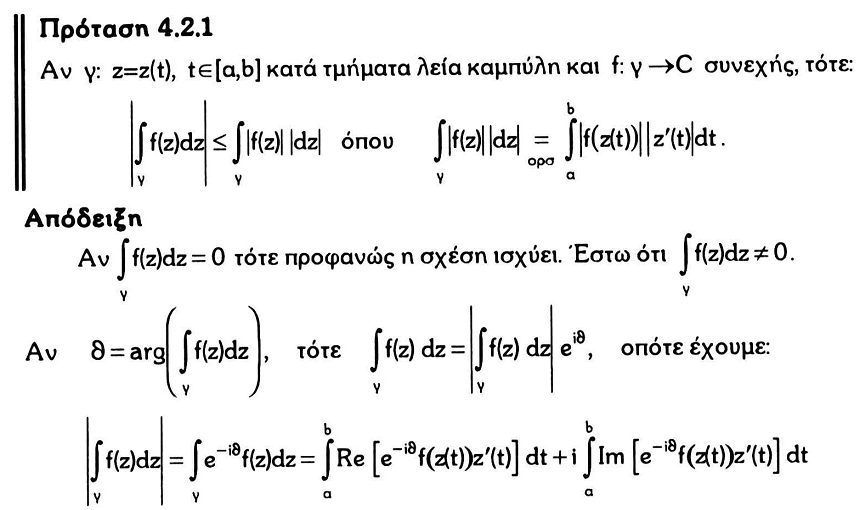 Πρόταση 4.2.1
Αν γ: z=z(t), t∈[a,b] κατά τμήματα λεία καμπύλη και f: γ→C συνεχής, τότε:
|∫_γ f(z)dz| ≤ ∫_γ |f(z)| |dz| όπου ∫_γ |f(z)| |dz| =_{ορσ} ∫_a^b |f(z(t))| |z′(t)|dt.
Απόδειξη
Αν ∫_γ f(z)dz = 0 τότε προφανώς η σχέση ισχύει. Έστω ότι ∫_γ f(z)dz ≠ 0.
Αν ϑ = arg(∫_γ f(z)dz), τότε ∫_γ f(z) dz = |∫_γ f(z) dz| e^{iϑ}, οπότε έχουμε:
|∫_γ f(z)dz| = ∫_γ e^{-iϑ}f(z)dz = ∫_a^b Re [e^{-iϑ}f(z(t))z′(t)] dt + i ∫_a^b Im [e^{-iϑ}f(z(t))z′(t)] dt